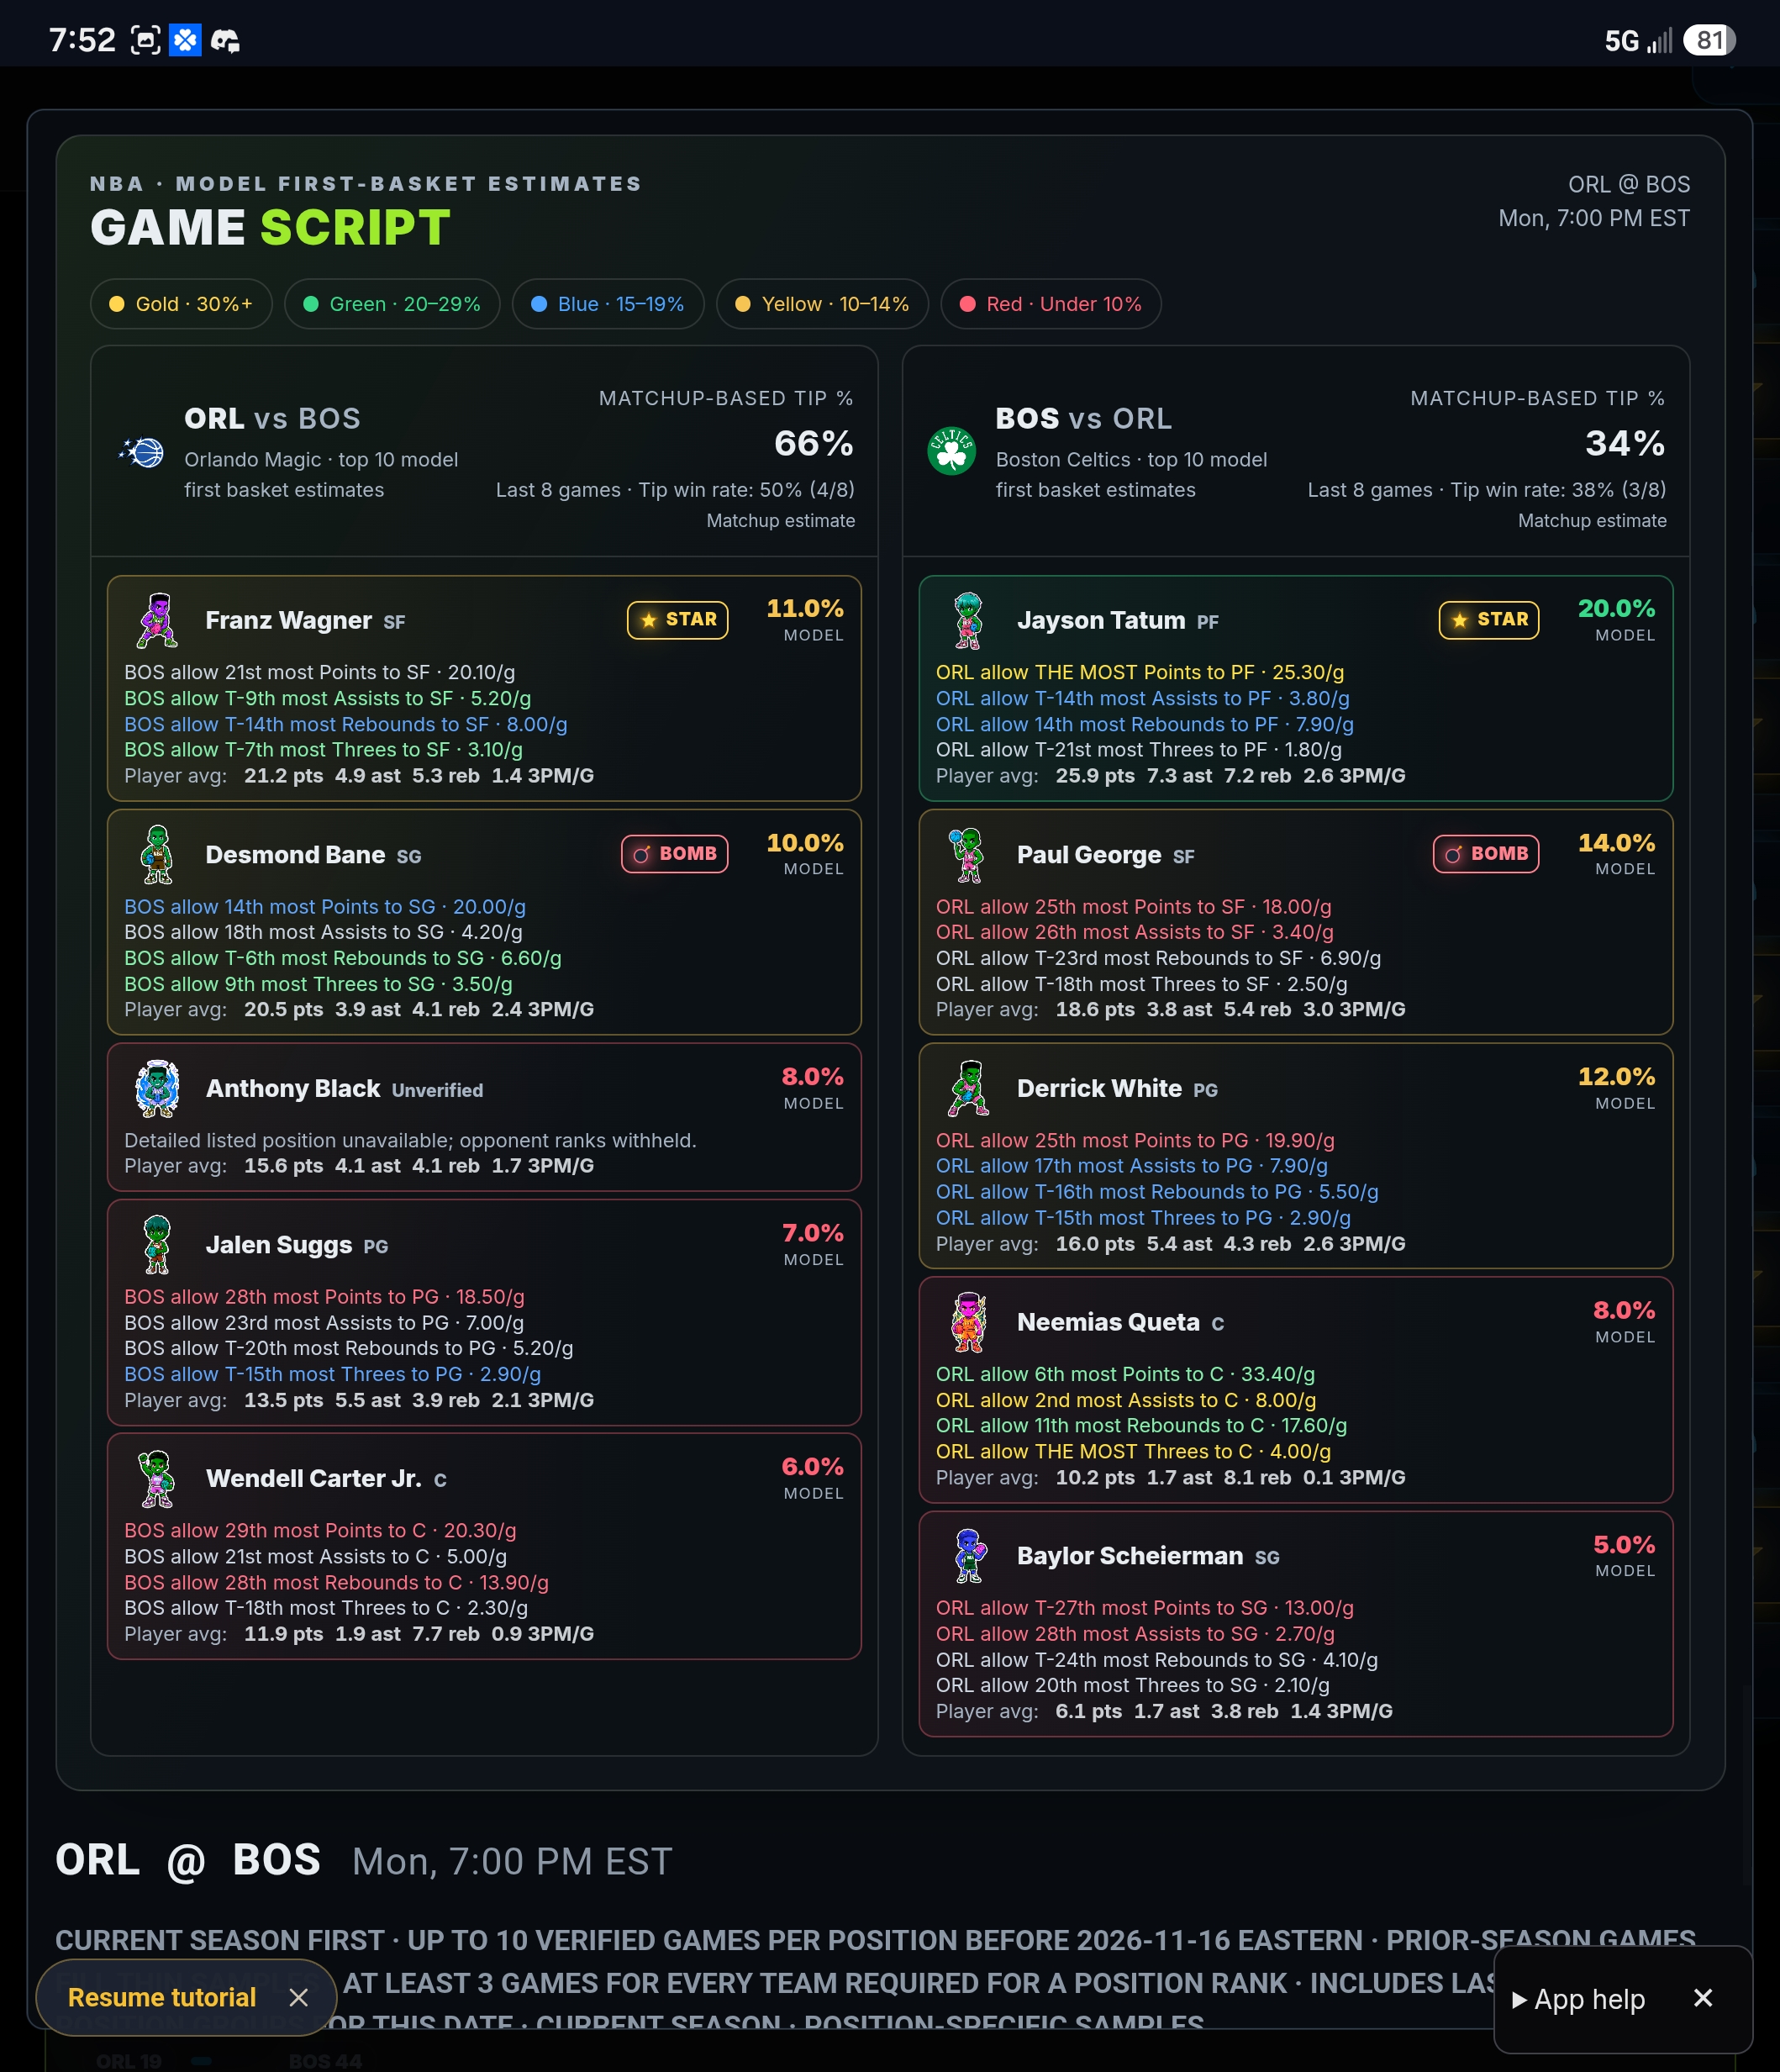 7:52
5G
81
NBA · MODEL FIRST-BASKET ESTIMATES
GAME SCRIPT
ORL @ BOS
Mon, 7:00 PM EST
Gold · 30%+
Green · 20–29%
Blue · 15–19%
Yellow · 10–14%
Red · Under 10%
ORL vs BOS
Orlando Magic · top 10 model
first basket estimates
MATCHUP-BASED TIP %
66%
Last 8 games · Tip win rate: 50% (4/8)
Matchup estimate
Franz Wagner SF
STAR
11.0%
MODEL
BOS allow 21st most Points to SF · 20.10/g
BOS allow T-9th most Assists to SF · 5.20/g
BOS allow T-14th most Rebounds to SF · 8.00/g
BOS allow T-7th most Threes to SF · 3.10/g
Player avg: 21.2 pts 4.9 ast 5.3 reb 1.4 3PM/G
Desmond Bane SG
BOMB
10.0%
MODEL
BOS allow 14th most Points to SG · 20.00/g
BOS allow 18th most Assists to SG · 4.20/g
BOS allow T-6th most Rebounds to SG · 6.60/g
BOS allow 9th most Threes to SG · 3.50/g
Player avg: 20.5 pts 3.9 ast 4.1 reb 2.4 3PM/G
Anthony Black Unverified
8.0%
MODEL
Detailed listed position unavailable; opponent ranks withheld.
Player avg: 15.6 pts 4.1 ast 4.1 reb 1.7 3PM/G
Jalen Suggs PG
7.0%
MODEL
BOS allow 28th most Points to PG · 18.50/g
BOS allow 23rd most Assists to PG · 7.00/g
BOS allow T-20th most Rebounds to PG · 5.20/g
BOS allow T-15th most Threes to PG · 2.90/g
Player avg: 13.5 pts 5.5 ast 3.9 reb 2.1 3PM/G
Wendell Carter Jr. C
6.0%
MODEL
BOS allow 29th most Points to C · 20.30/g
BOS allow 21st most Assists to C · 5.00/g
BOS allow 28th most Rebounds to C · 13.90/g
BOS allow T-18th most Threes to C · 2.30/g
Player avg: 11.9 pts 1.9 ast 7.7 reb 0.9 3PM/G
CELTICS
BOS vs ORL
Boston Celtics · top 10 model
first basket estimates
MATCHUP-BASED TIP %
34%
Last 8 games · Tip win rate: 38% (3/8)
Matchup estimate
Jayson Tatum PF
STAR
20.0%
MODEL
ORL allow THE MOST Points to PF · 25.30/g
ORL allow T-14th most Assists to PF · 3.80/g
ORL allow 14th most Rebounds to PF · 7.90/g
ORL allow T-21st most Threes to PF · 1.80/g
Player avg: 25.9 pts 7.3 ast 7.2 reb 2.6 3PM/G
Paul George SF
BOMB
14.0%
MODEL
ORL allow 25th most Points to SF · 18.00/g
ORL allow 26th most Assists to SF · 3.40/g
ORL allow T-23rd most Rebounds to SF · 6.90/g
ORL allow T-18th most Threes to SF · 2.50/g
Player avg: 18.6 pts 3.8 ast 5.4 reb 3.0 3PM/G
Derrick White PG
12.0%
MODEL
ORL allow 25th most Points to PG · 19.90/g
ORL allow 17th most Assists to PG · 7.90/g
ORL allow T-16th most Rebounds to PG · 5.50/g
ORL allow T-15th most Threes to PG · 2.90/g
Player avg: 16.0 pts 5.4 ast 4.3 reb 2.6 3PM/G
Neemias Queta C
8.0%
MODEL
ORL allow 6th most Points to C · 33.40/g
ORL allow 2nd most Assists to C · 8.00/g
ORL allow 11th most Rebounds to C · 17.60/g
ORL allow THE MOST Threes to C · 4.00/g
Player avg: 10.2 pts 1.7 ast 8.1 reb 0.1 3PM/G
Baylor Scheierman SG
5.0%
MODEL
ORL allow T-27th most Points to SG · 13.00/g
ORL allow 28th most Assists to SG · 2.70/g
ORL allow T-24th most Rebounds to SG · 4.10/g
ORL allow 20th most Threes to SG · 2.10/g
Player avg: 6.1 pts 1.7 ast 3.8 reb 1.4 3PM/G
ORL @ BOS Mon, 7:00 PM EST
CURRENT SEASON FIRST · UP TO 10 VERIFIED GAMES PER POSITION BEFORE 2026-11-16 EASTERN · PRIOR-SEASON GAMES
AT LEAST 3 GAMES FOR EVERY TEAM REQUIRED FOR A POSITION RANK · INCLUDES
FOR THIS DATE · CURRENT SEASON · POSITION-SPECIFIC SAMPLES
Resume tutorial
App help
ORL 19
BOS 44